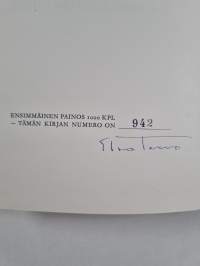 ENSIMMÄINEN PAINOS 1000 KPL
— TÄMÄN KIRJAN NUMERO ON 942